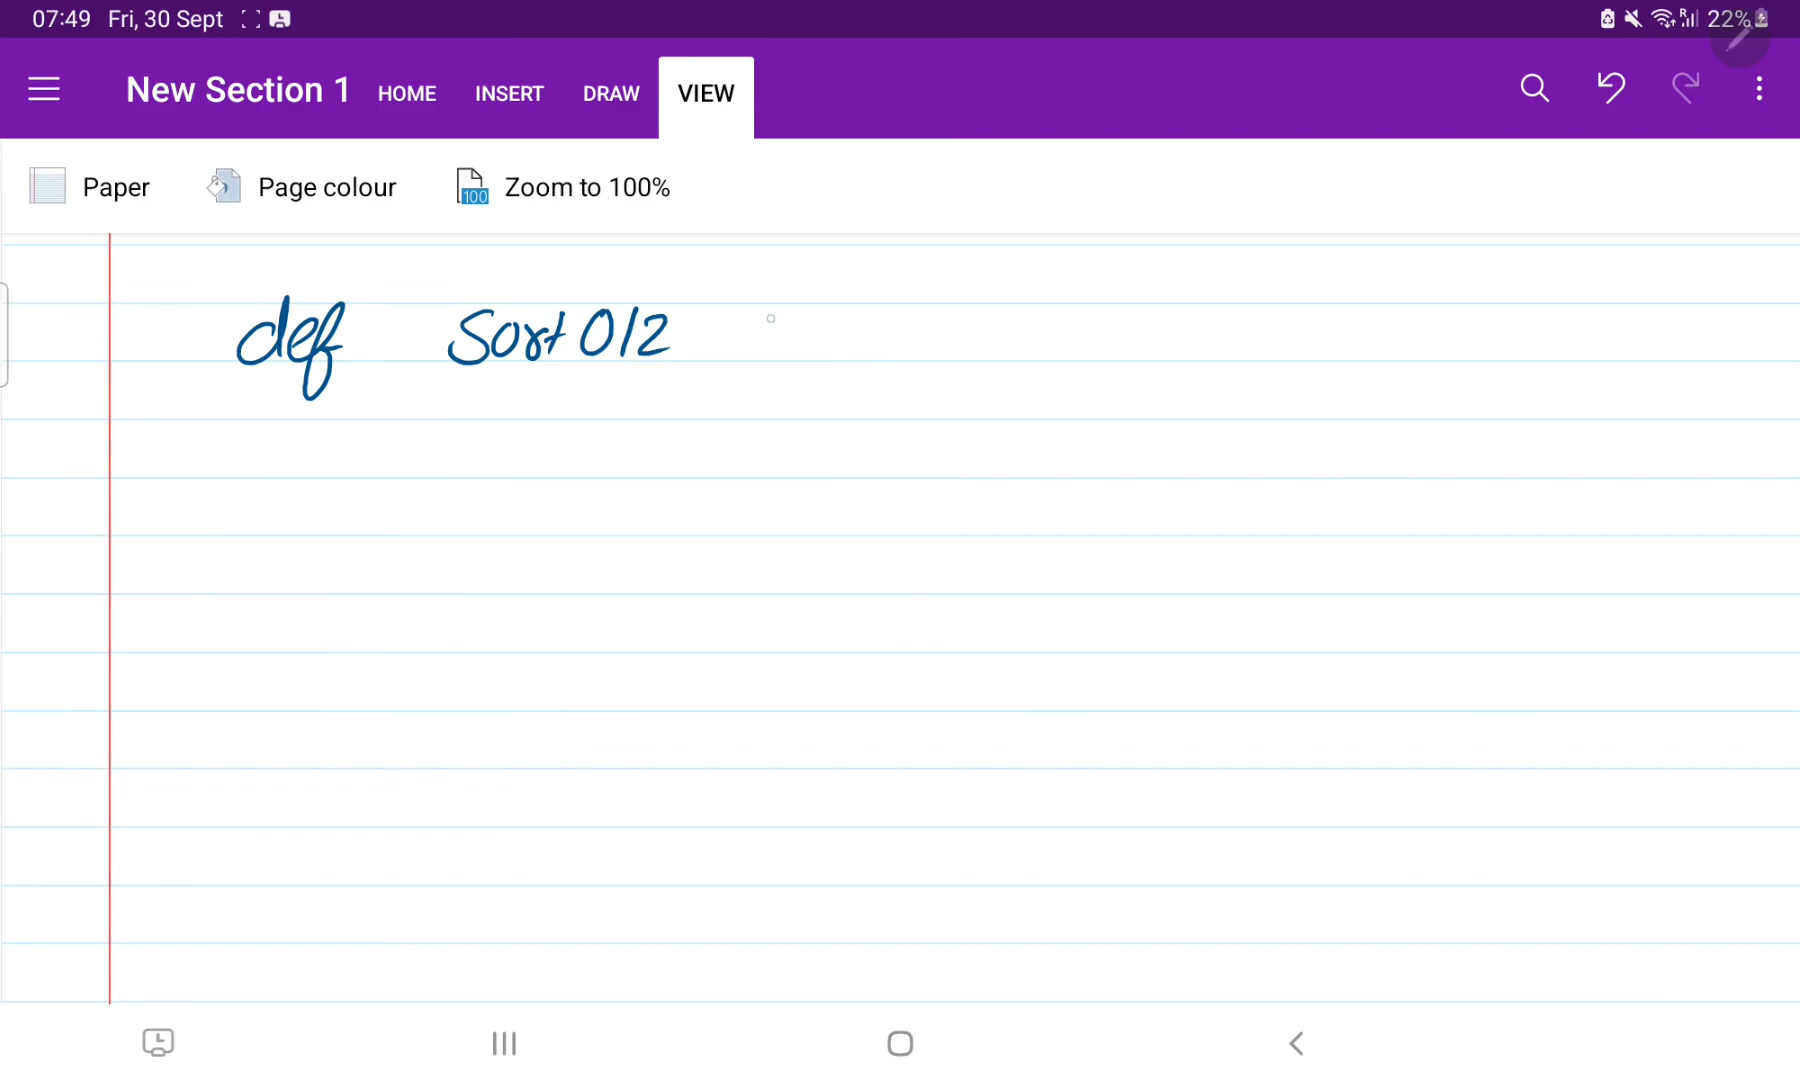 07:49 Fri, 30 Sept 22%
New Section 1 HOME INSERT DRAW VIEW
Paper Page colour 100 Zoom to 100%
def Sort 012